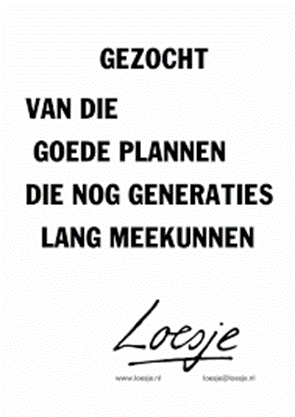 GEZOCHT
VAN DIE
GOEDE PLANNEN
DIE NOG GENERATIES
LANG MEEKUNNEN
Loesje
www.loesje.nl loesje@loesje.nl